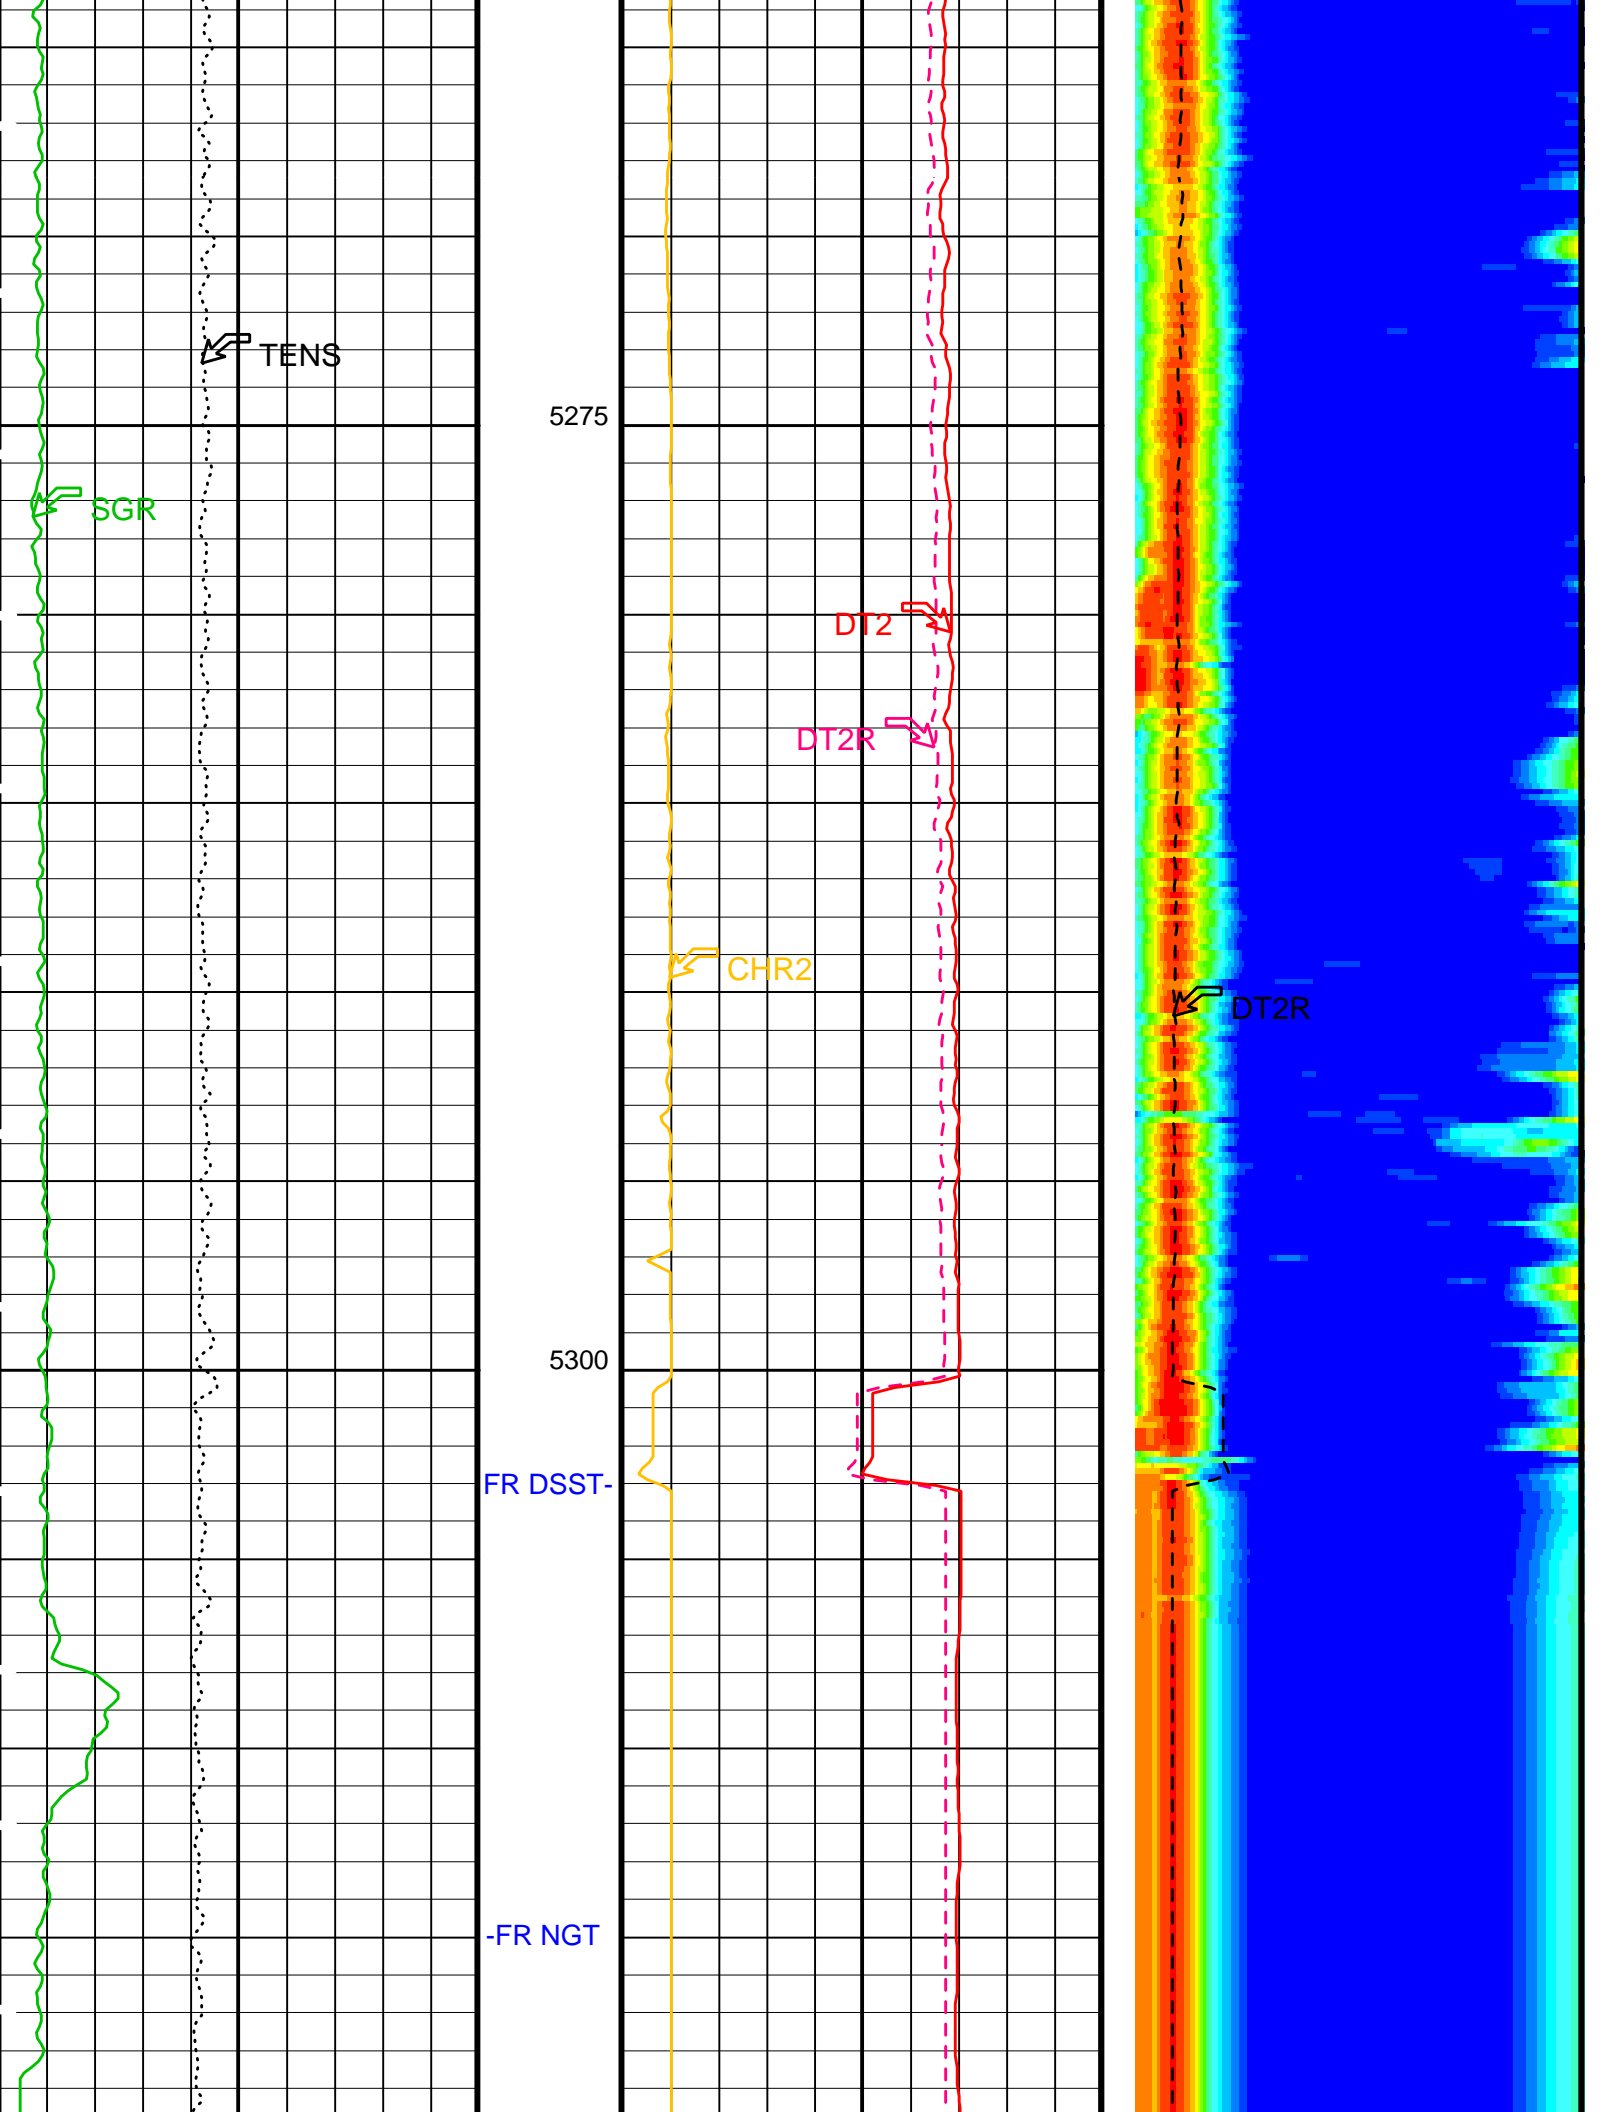 TENS
5275
SGR
DT2
DT2R
CHR2
DT2R
5300
FR DSST-
-FR NGT